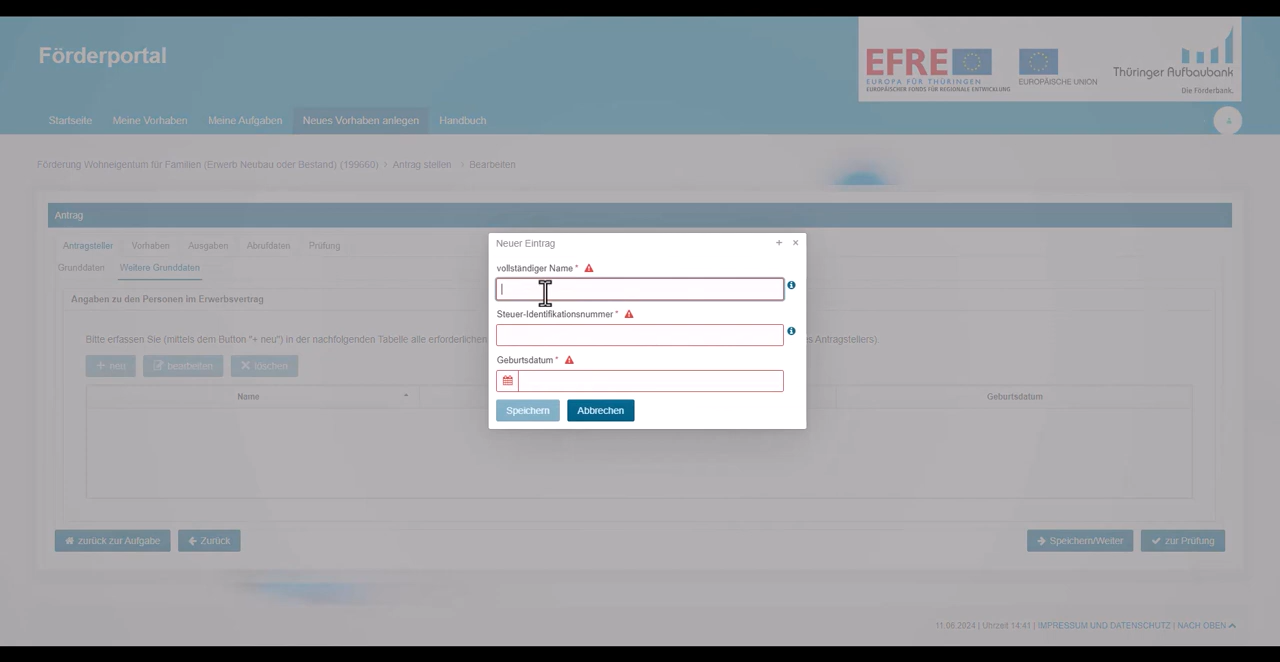 Förderportal
EFRE
EUROPA FÜR THÜRINGEN
EUROPÄISCHER FONDS FÜR REGIONALE ENTWICKLUNG
EUROPÄISCHE UNION
Thüringer Aufbaubank
Die Förderbank.
Startseite Meine Vorhaben Meine Aufgaben Neues Vorhaben anlegen Handbuch
Förderung Wohneigentum für Familien (Erwerb Neubau oder Bestand) (199660) > Antrag stellen > Bearbeiten
Antrag
Antragsteller Vorhaben Ausgaben Abrufdaten Prüfung
Grunddaten Weitere Grunddaten
Angaben zu den Personen im Erwerbsvertrag
Bitte erfassen Sie (mittels dem Button "+ neu") in der nachfolgenden Tabelle alle erforderlichen
es Antragstellers).
+ neu bearbeiten löschen
Name Geburtsdatum
Neuer Eintrag
vollständiger Name *
Steuer-Identifikationsnummer *
Geburtsdatum *
Speichern Abbrechen
zurück zur Aufgabe Zurück Speichern/Weiter zur Prüfung
11.06.2024 | Uhrzeit 14:41 | IMPRESSUM UND DATENSCHUTZ | NACH OBEN